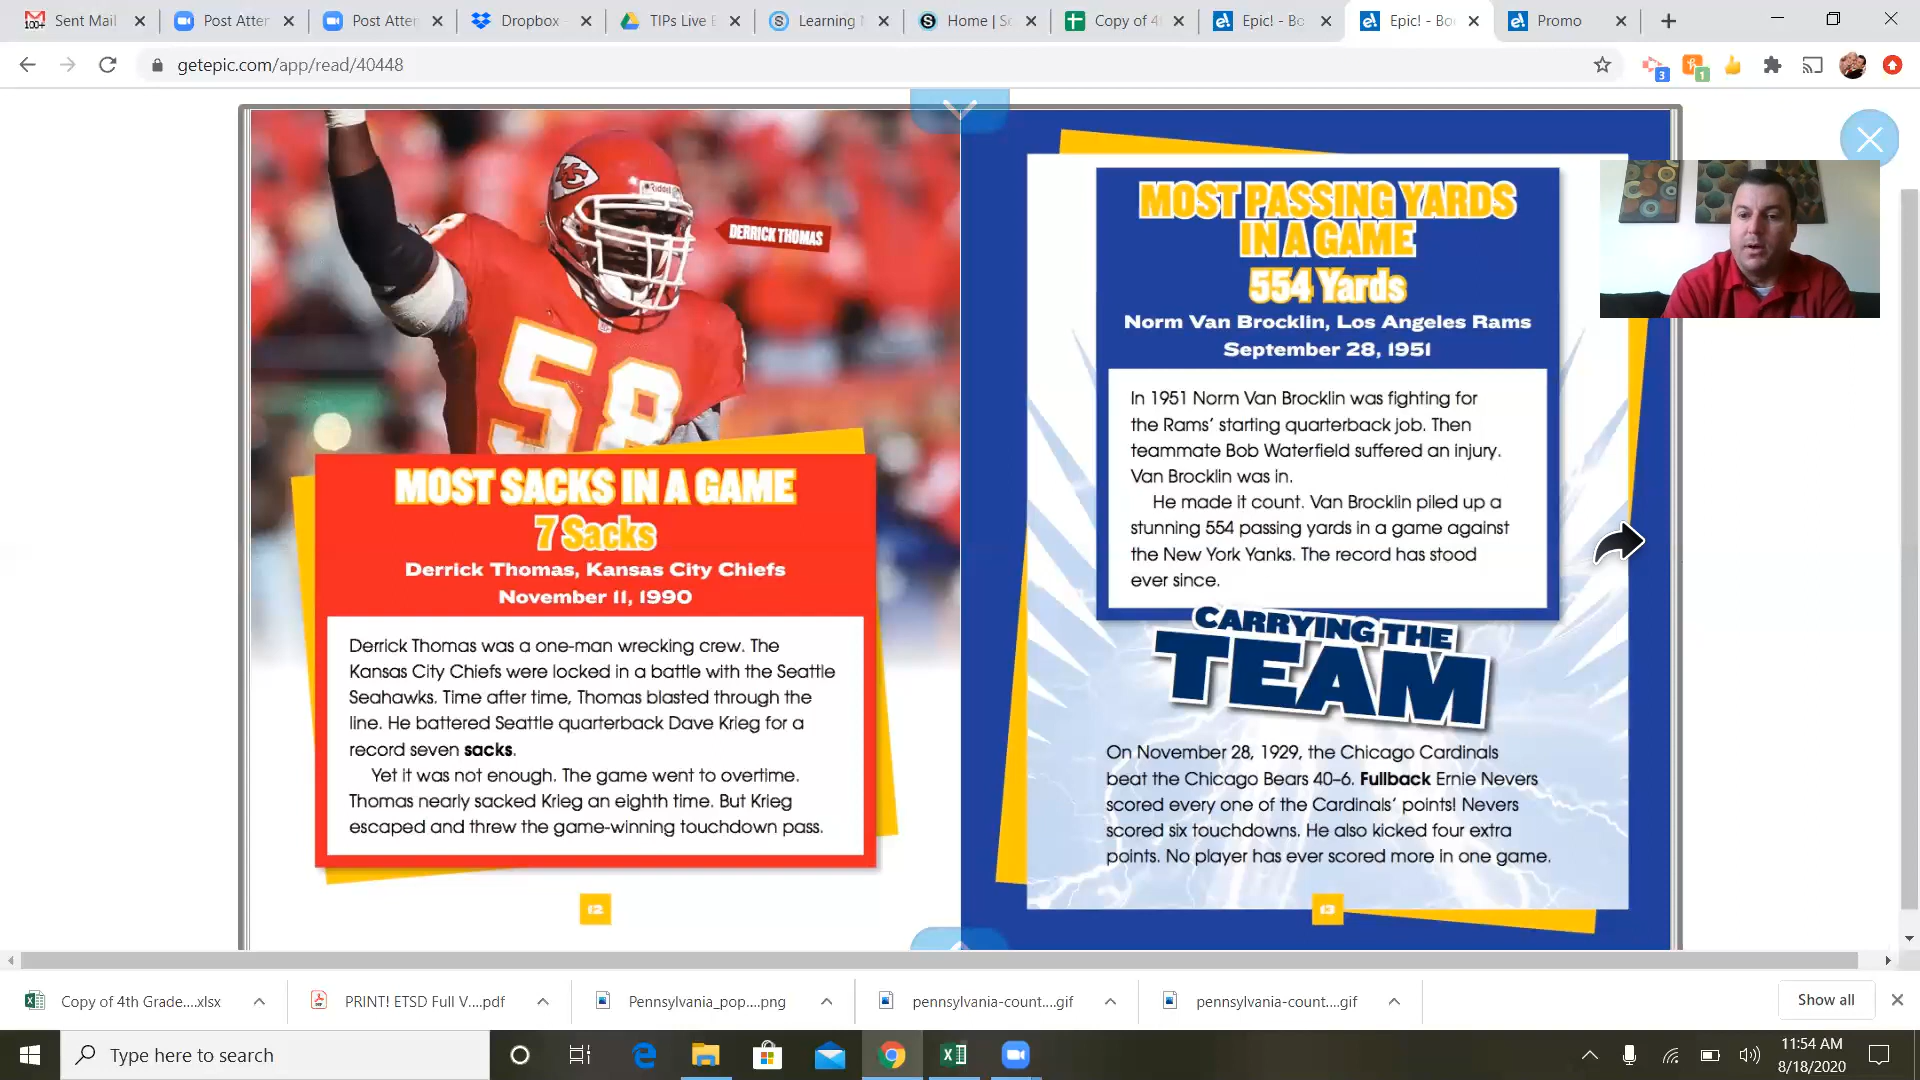 Sent Mail
Post Atter
Post Atter
Dropbox
TIPs Live
Learning
Home | S
Copy of 4
Epic! - Bo
Epic! - Bo
Promo
getepic.com/app/read/40448
3
1
KC
Riddell
DERRICK THOMAS
58
MOST SACKS IN A GAME
7 Sacks
Derrick Thomas, Kansas City Chiefs
November 11, 1990
Derrick Thomas was a one-man wrecking crew. The
Kansas City Chiefs were locked in a battle with the Seattle
Seahawks. Time after time, Thomas blasted through the
line. He battered Seattle quarterback Dave Krieg for a
record seven sacks.
Yet it was not enough. The game went to overtime.
Thomas nearly sacked Krieg an eighth time. But Krieg
escaped and threw the game-winning touchdown pass.
12
MOST PASSING YARDS
IN A GAME
554 Yards
Norm Van Brocklin, Los Angeles Rams
September 28, 1951
In 1951 Norm Van Brocklin was fighting for
the Rams' starting quarterback job. Then
teammate Bob Waterfield suffered an injury.
Van Brocklin was in.
He made it count. Van Brocklin piled up a
stunning 554 passing yards in a game against
the New York Yanks. The record has stood
ever since.
CARRYING THE
TEAM
On November 28, 1929, the Chicago Cardinals
beat the Chicago Bears 40–6. Fullback Ernie Nevers
scored every one of the Cardinals' points! Nevers
scored six touchdowns. He also kicked four extra
points. No player has ever scored more in one game.
13
Copy of 4th Grade....xlsx
PRINT! ETSD Full V....pdf
Pennsylvania_pop....png
pennsylvania-count....gif
pennsylvania-count....gif
Show all
Type here to search
11:54 AM
8/18/2020